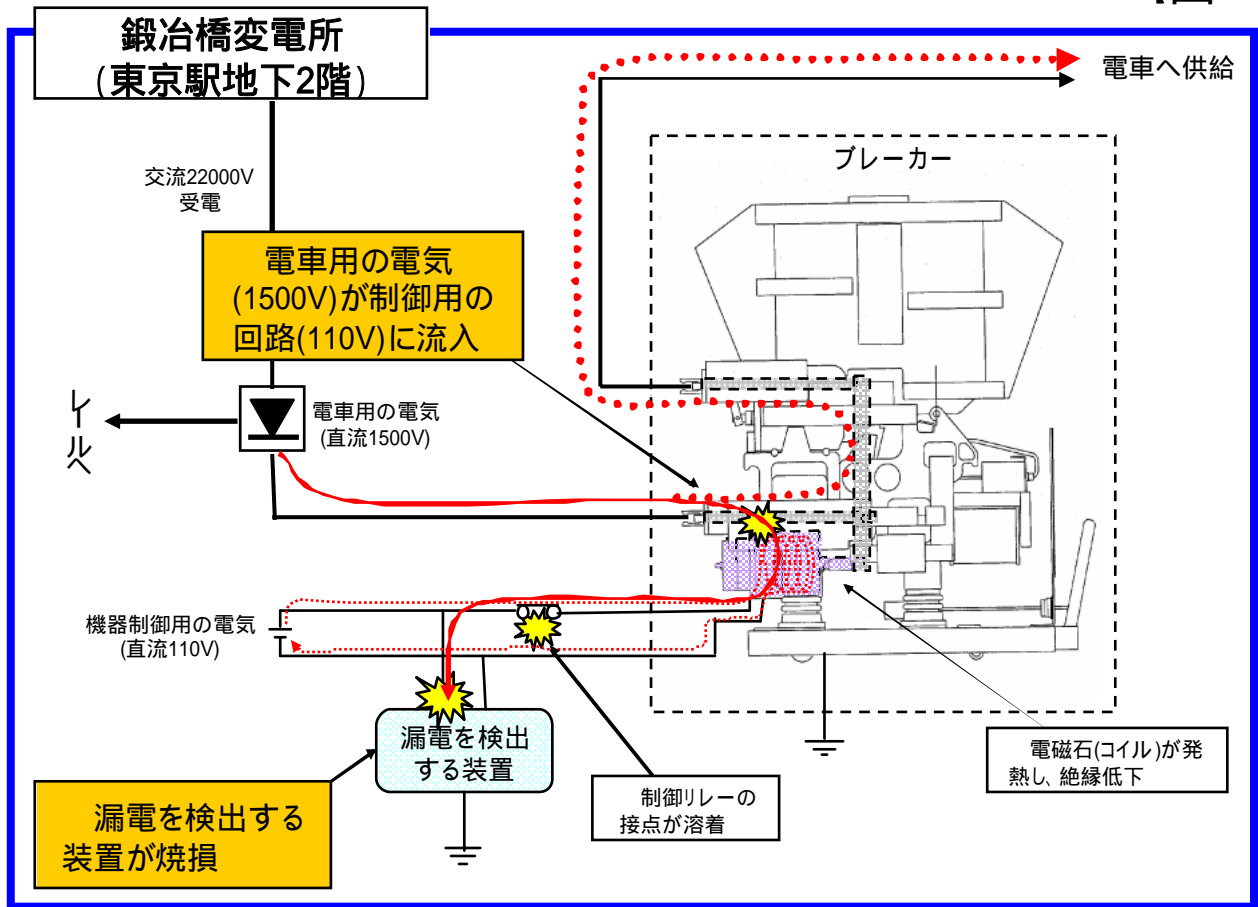 鍛冶橋変電所
(東京駅地下2階)
電車へ供給
ブレーカー
交流22000V
受電
電車用の電気
(1500V)が制御用の
回路(110V)に流入
レールへ
電車用の電気
(直流1500V)
機器制御用の電気
(直流110V)
漏電を検出
する装置
電磁石(コイル)が発
熱し、絶縁低下
制御リレーの
接点が溶着
漏電を検出する
装置が焼損